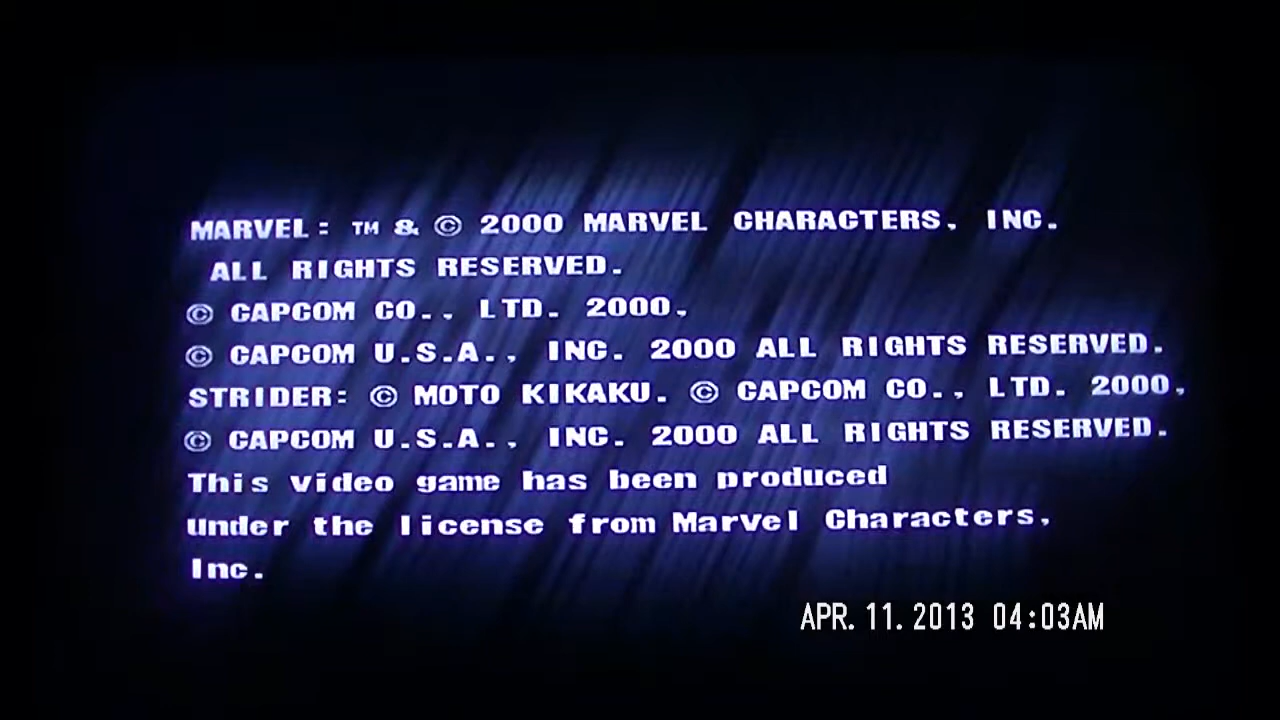 MARVEL: ™ & © 2000 MARVEL CHARACTERS, INC.
ALL RIGHTS RESERVED.
© CAPCOM CO., LTD. 2000,
© CAPCOM U.S.A., INC. 2000 ALL RIGHTS RESERVED.
STRIDER: © MOTO KIKAKU. © CAPCOM CO., LTD. 2000,
© CAPCOM U.S.A., INC. 2000 ALL RIGHTS RESERVED.
This video game has been produced
under the license from Marvel Characters,
Inc.
APR. 11. 2013 04:03AM